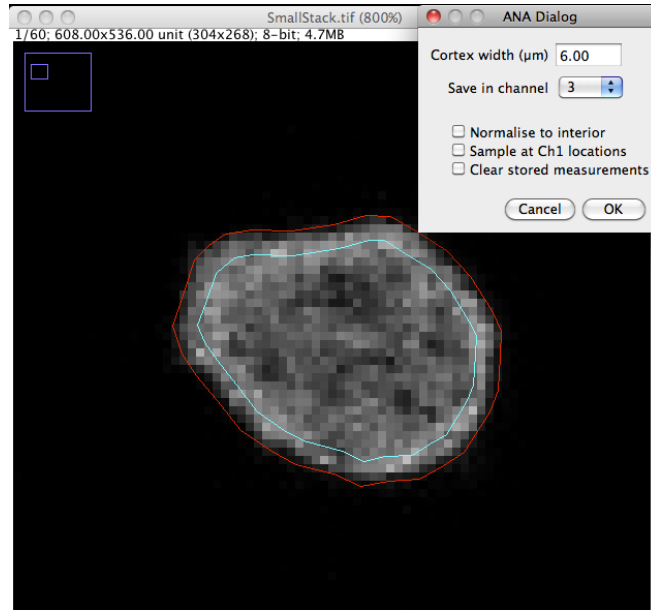 SmallStack.tif (800%)
1/60; 608.00x536.00 unit (304x268); 8-bit; 4.7MB
ANA Dialog
Cortex width (µm) 6.00
Save in channel 3
Normalise to interior
Sample at Ch1 locations
Clear stored measurements
Cancel OK